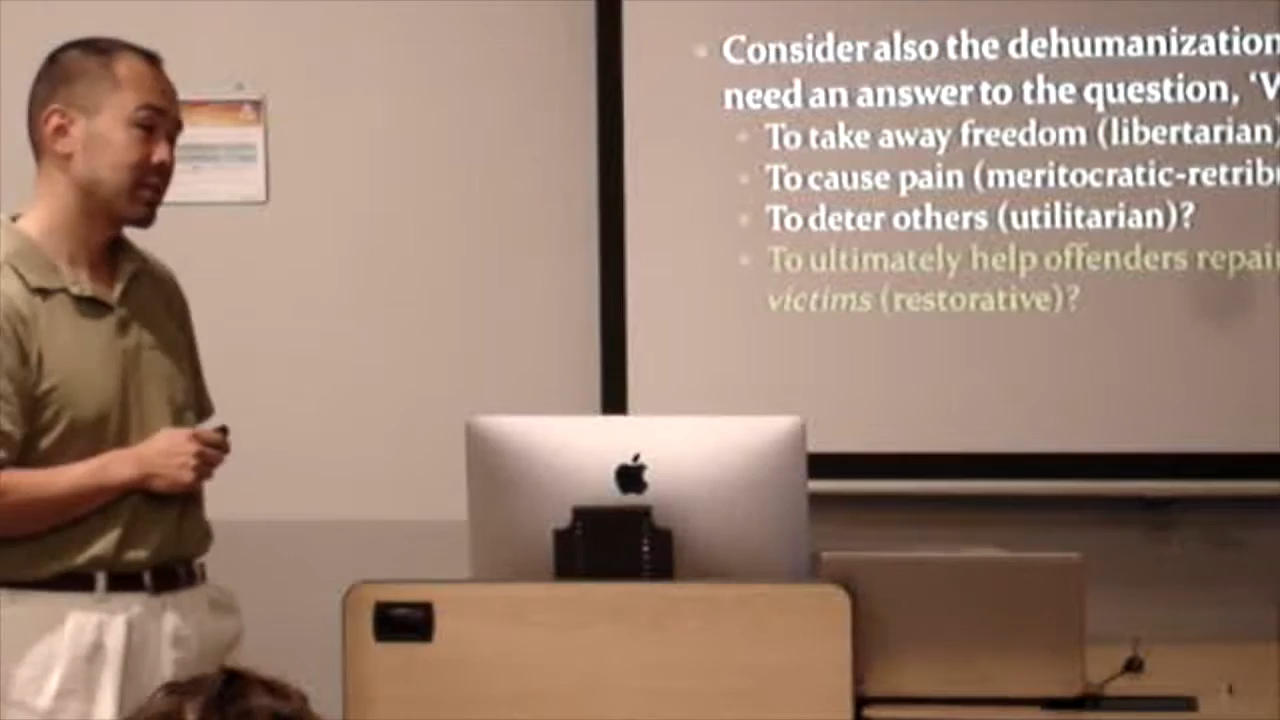 Consider also the dehumanization
need an answer to the question, ‘V
To take away freedom (libertarian)
To cause pain (meritocratic-retrib
To deter others (utilitarian)?
To ultimately help offenders repair
victims (restorative)?